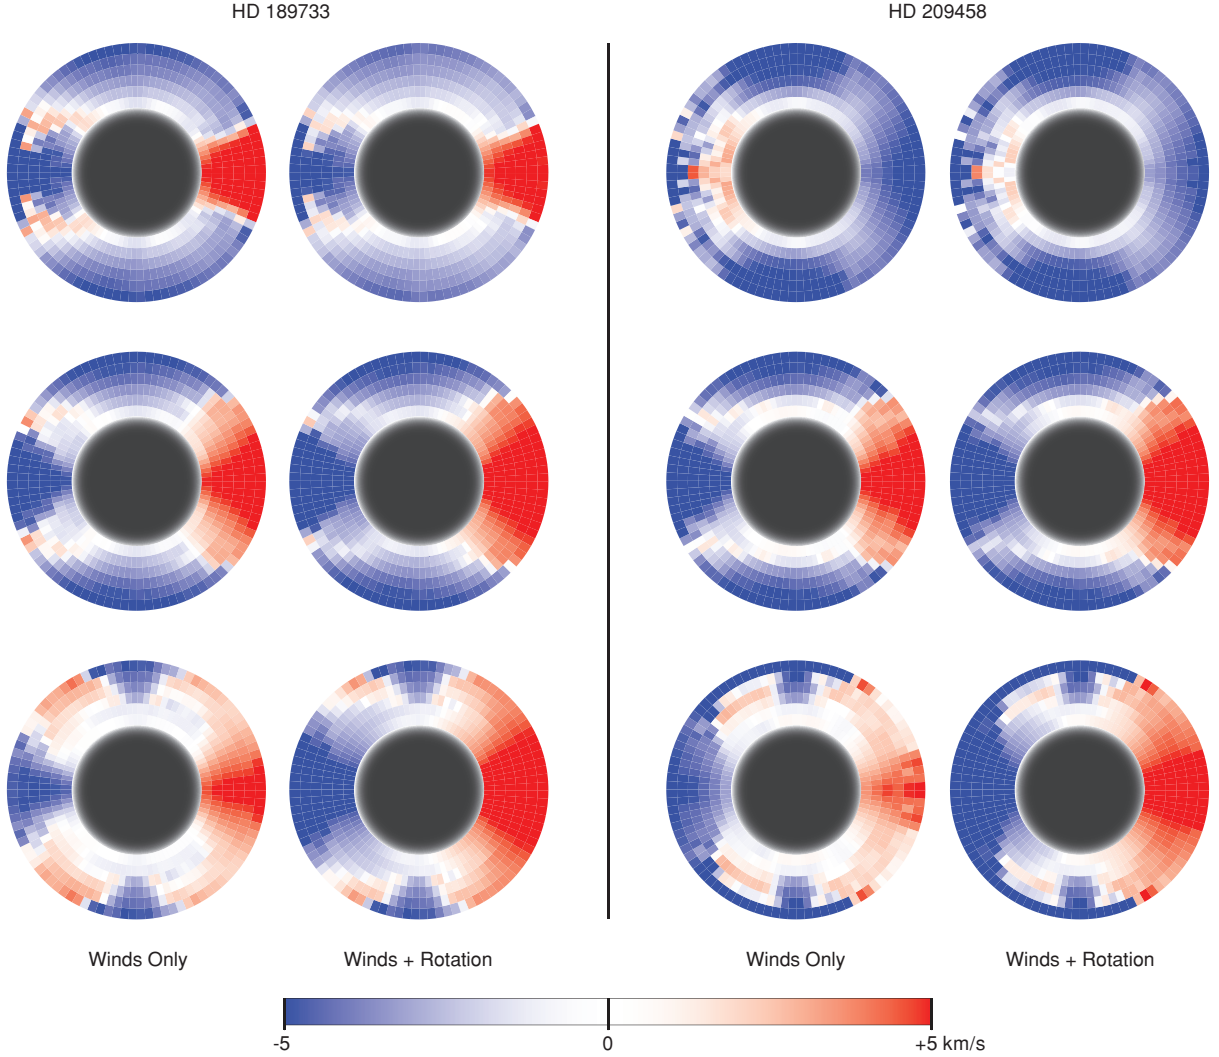 HD 189733
HD 209458
Winds Only
Winds + Rotation
Winds Only
Winds + Rotation
-5
0
+5 km/s